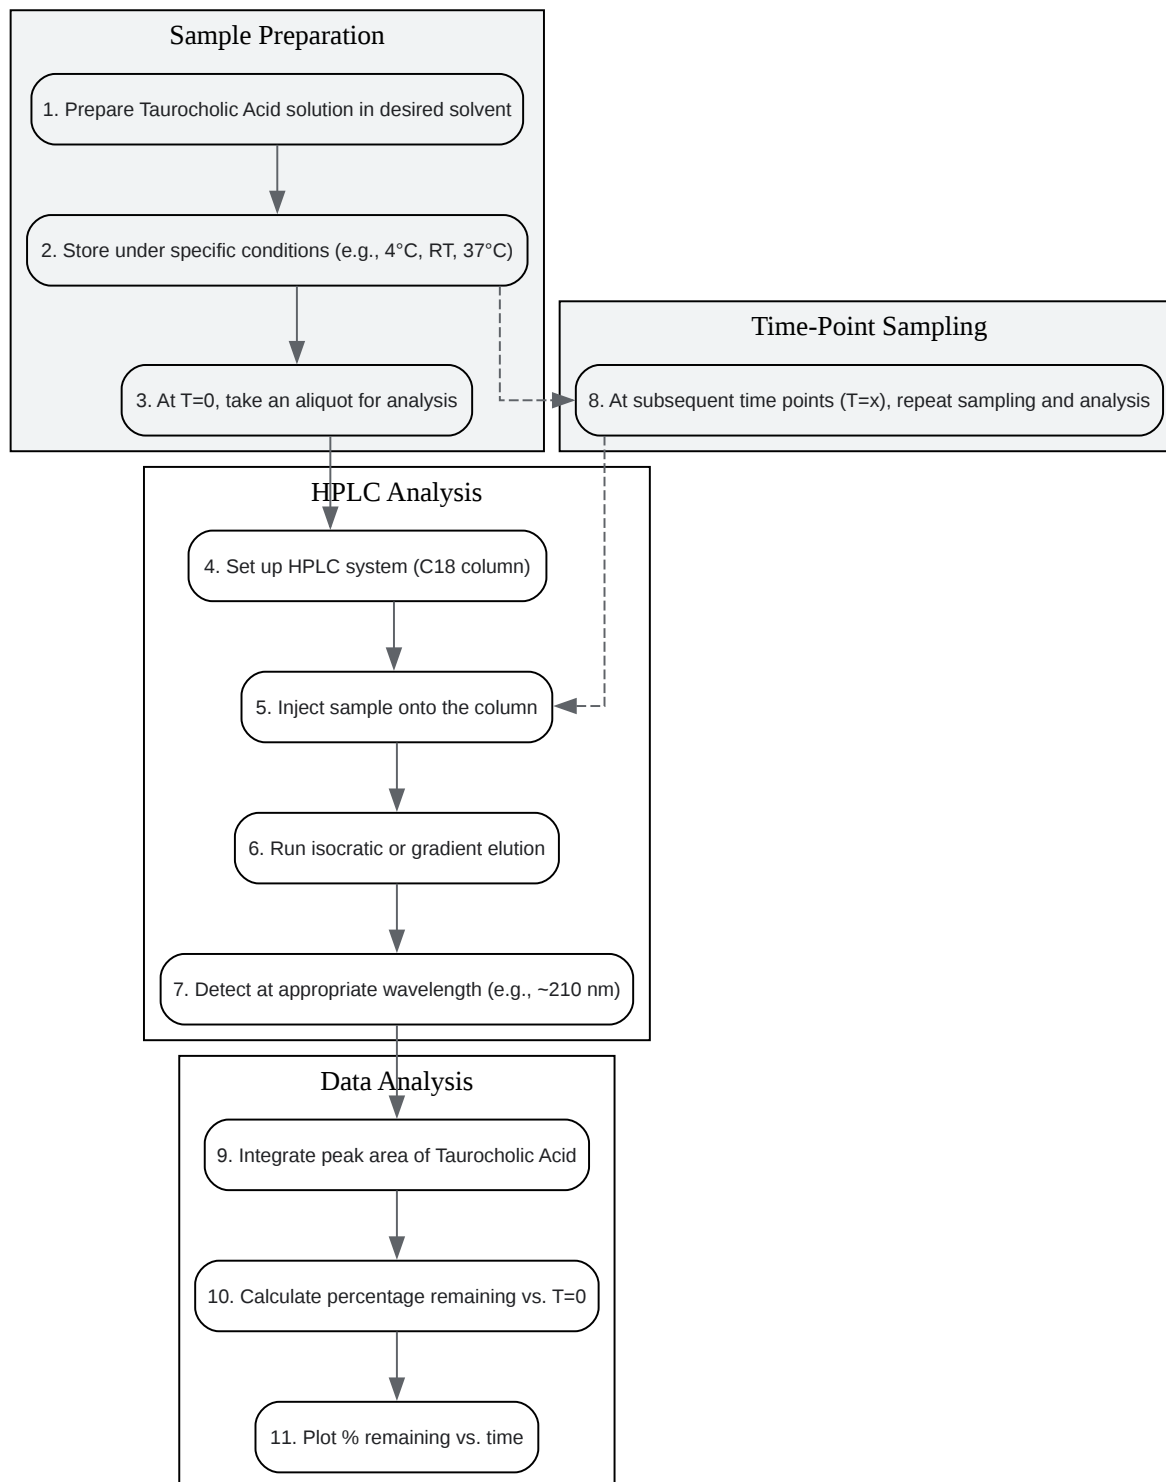 Sample Preparation
1. Prepare Taurocholic Acid solution in desired solvent
2. Store under specific conditions (e.g., 4°C, RT, 37°C)
3. At T=0, take an aliquot for analysis
Time-Point Sampling
8. At subsequent time points (T=x), repeat sampling and analysis
HPLC Analysis
4. Set up HPLC system (C18 column)
5. Inject sample onto the column
6. Run isocratic or gradient elution
7. Detect at appropriate wavelength (e.g., ~210 nm)
Data Analysis
9. Integrate peak area of Taurocholic Acid
10. Calculate percentage remaining vs. T=0
11. Plot % remaining vs. time